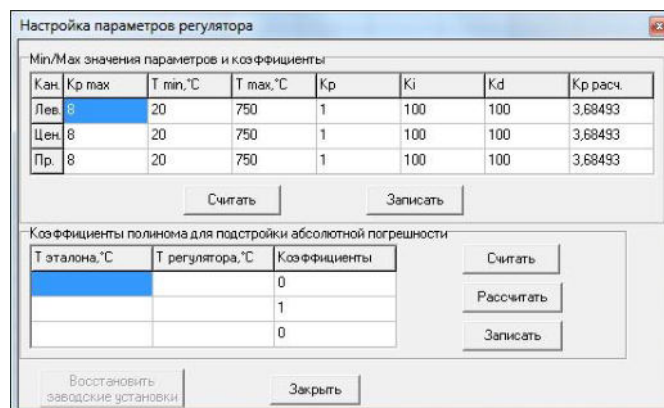 Настройка параметров регулятора
Min/Max значения параметров и коэффициенты
Кан. Kp max T min,°C T max,°C Kp Ki Kd Kp расч.
Лев. 8 20 750 1 100 100 3,68493
Цен. 8 20 750 1 100 100 3,68493
Пр. 8 20 750 1 100 100 3,68493
Считать Записать
Коэффициенты полинома для подстройки абсолютной погрешности
Т эталона,°C Т регулятора,°C Коэффициенты
0
1
0
Считать
Рассчитать
Записать
Восстановить
заводские установки
Закрыть